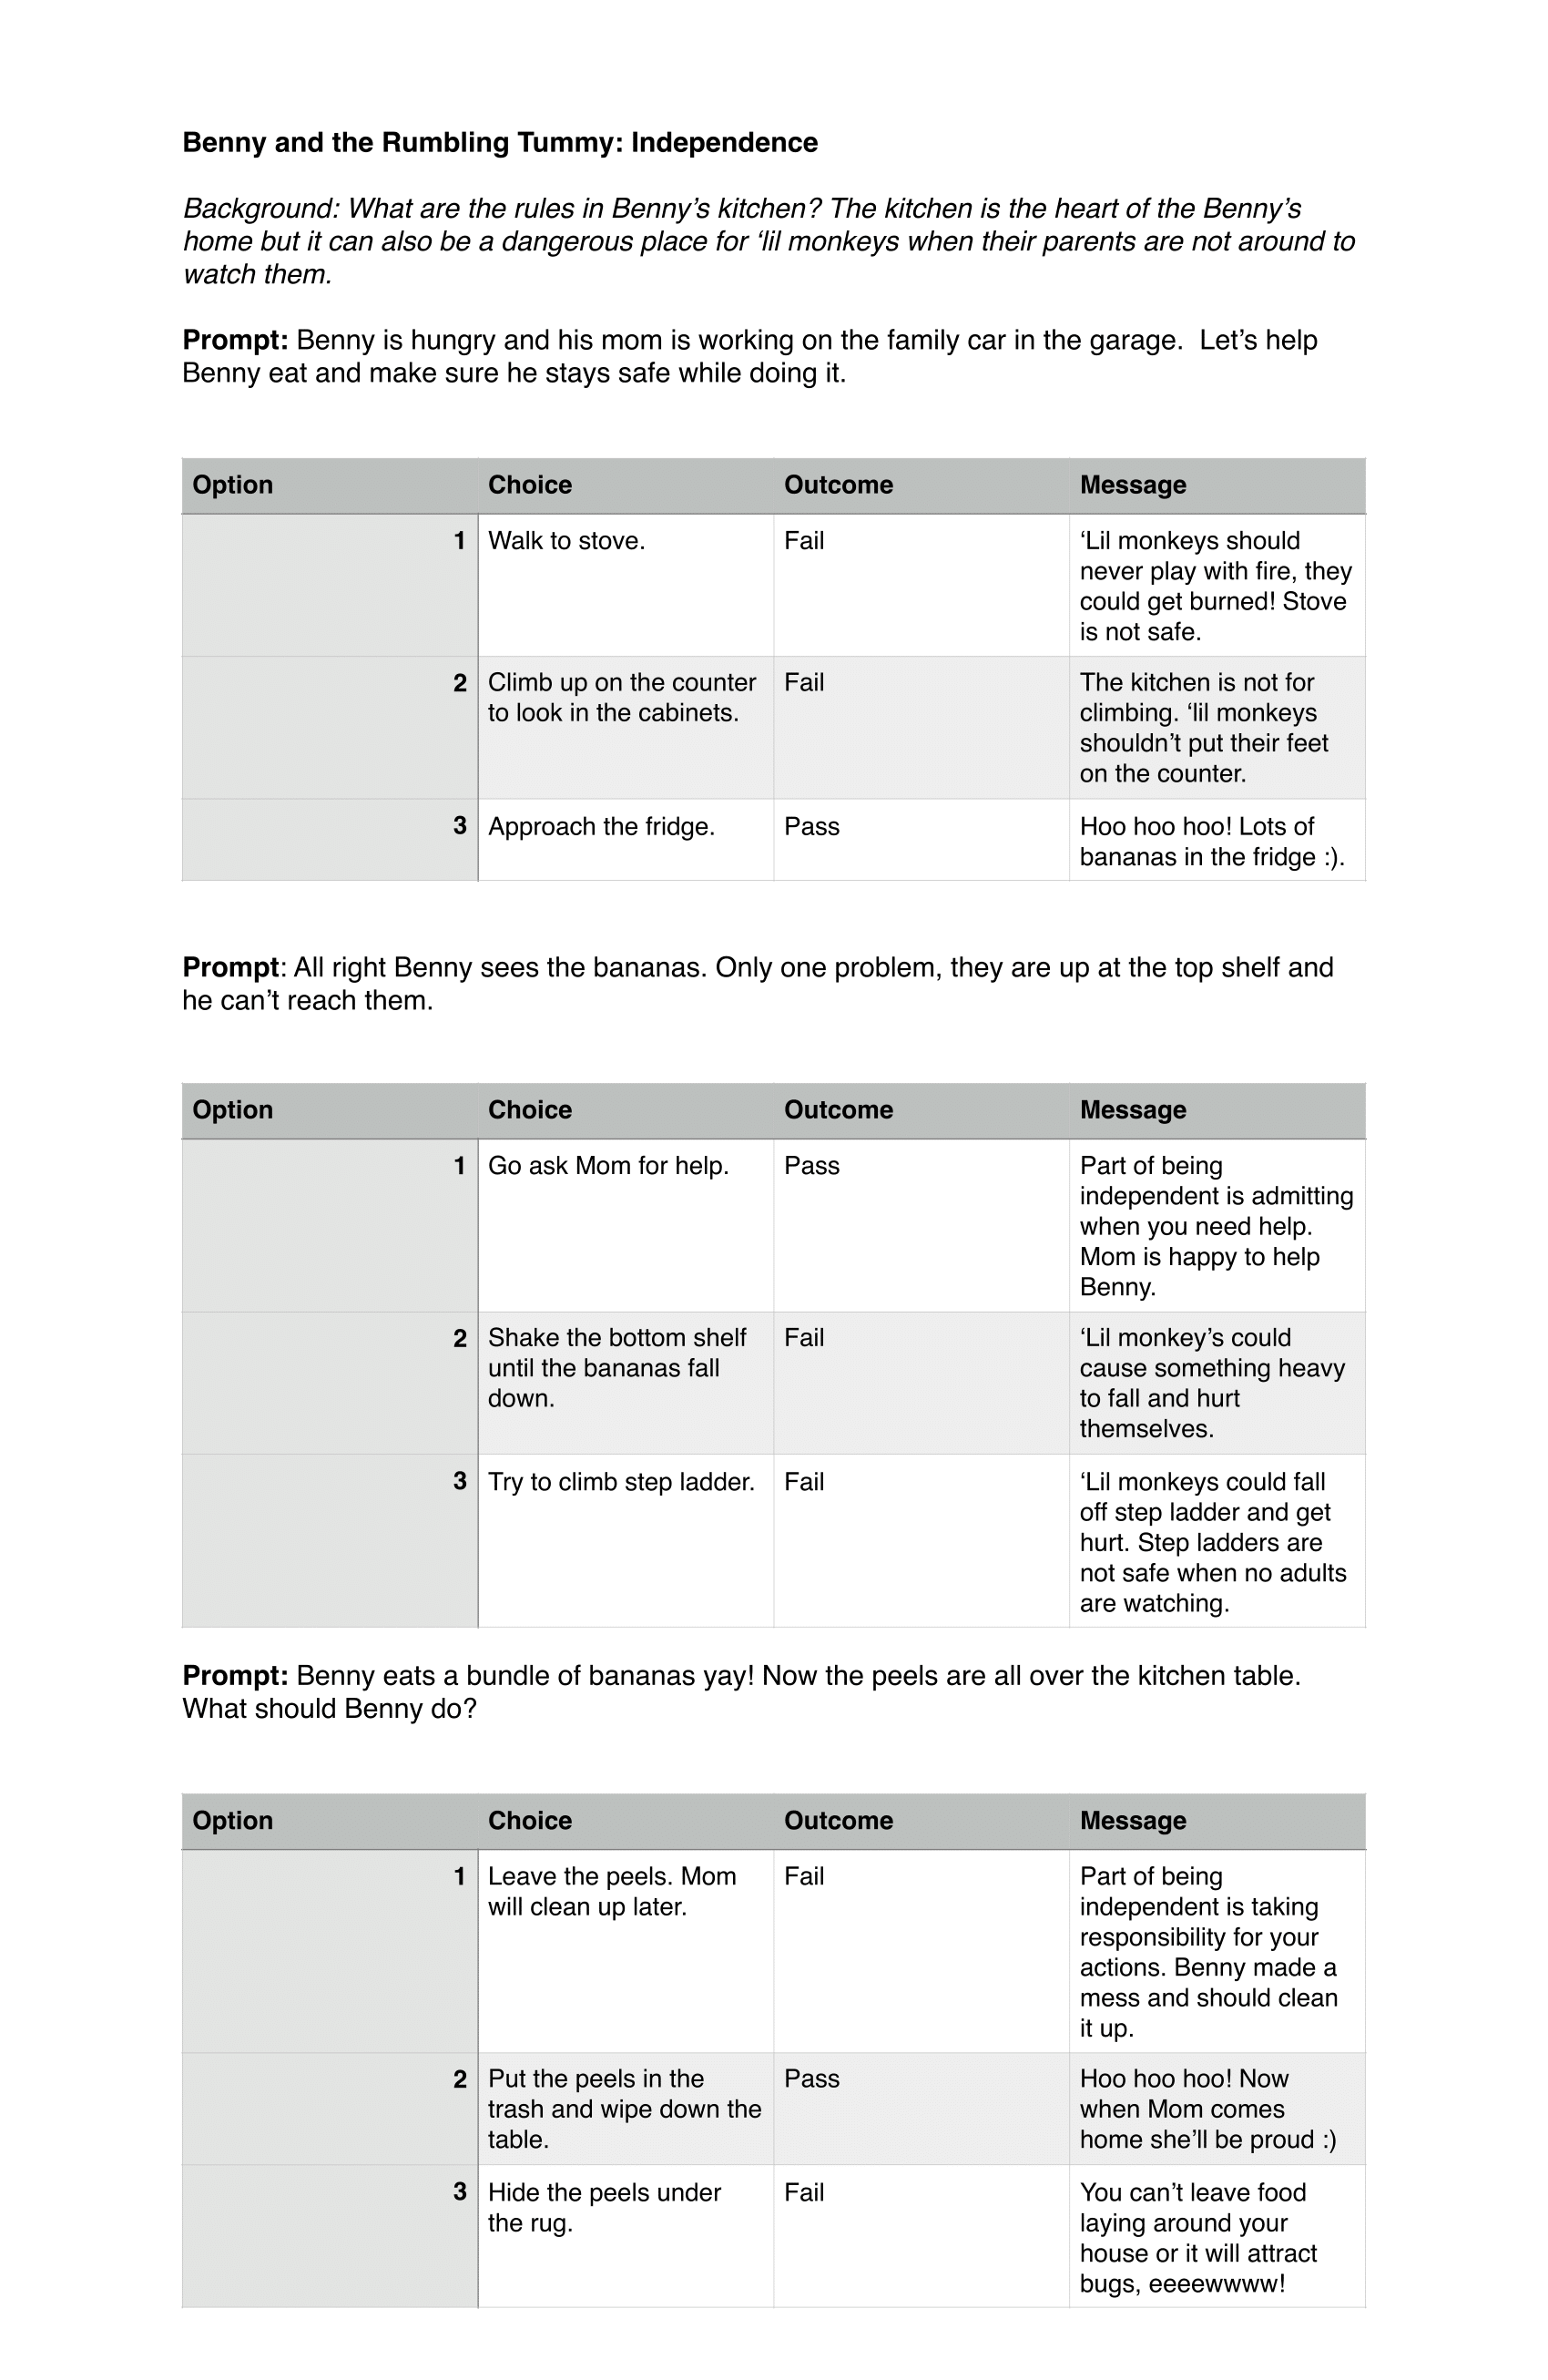 Benny and the Rumbling Tummy: Independence
Background: What are the rules in Benny’s kitchen? The kitchen is the heart of the Benny’s
home but it can also be a dangerous place for ‘lil monkeys when their parents are not around to
watch them.
Prompt: Benny is hungry and his mom is working on the family car in the garage.  Let’s help
Benny eat and make sure he stays safe while doing it.
Option Choice Outcome Message
1 Walk to stove. Fail ‘Lil monkeys should
never play with fire, they
could get burned! Stove
is not safe.
2 Climb up on the counter Fail The kitchen is not for
to look in the cabinets. climbing. ‘lil monkeys
shouldn’t put their feet
on the counter.
3 Approach the fridge. Pass Hoo hoo hoo! Lots of
bananas in the fridge :).
Prompt: All right Benny sees the bananas. Only one problem, they are up at the top shelf and
he can’t reach them.
Option Choice Outcome Message
1 Go ask Mom for help. Pass Part of being
independent is admitting
when you need help.
Mom is happy to help
Benny.
2 Shake the bottom shelf Fail ‘Lil monkey’s could
until the bananas fall cause something heavy
down. to fall and hurt
themselves.
3 Try to climb step ladder. Fail ‘Lil monkeys could fall
off step ladder and get
hurt. Step ladders are
not safe when no adults
are watching.
Prompt: Benny eats a bundle of bananas yay! Now the peels are all over the kitchen table.
What should Benny do?
Option Choice Outcome Message
1 Leave the peels. Mom Fail Part of being
will clean up later. independent is taking
responsibility for your
actions. Benny made a
mess and should clean
it up.
2 Put the peels in the Pass Hoo hoo hoo! Now
trash and wipe down the when Mom comes
table. home she’ll be proud :)
3 Hide the peels under Fail You can’t leave food
the rug. laying around your
house or it will attract
bugs, eeeewwww!